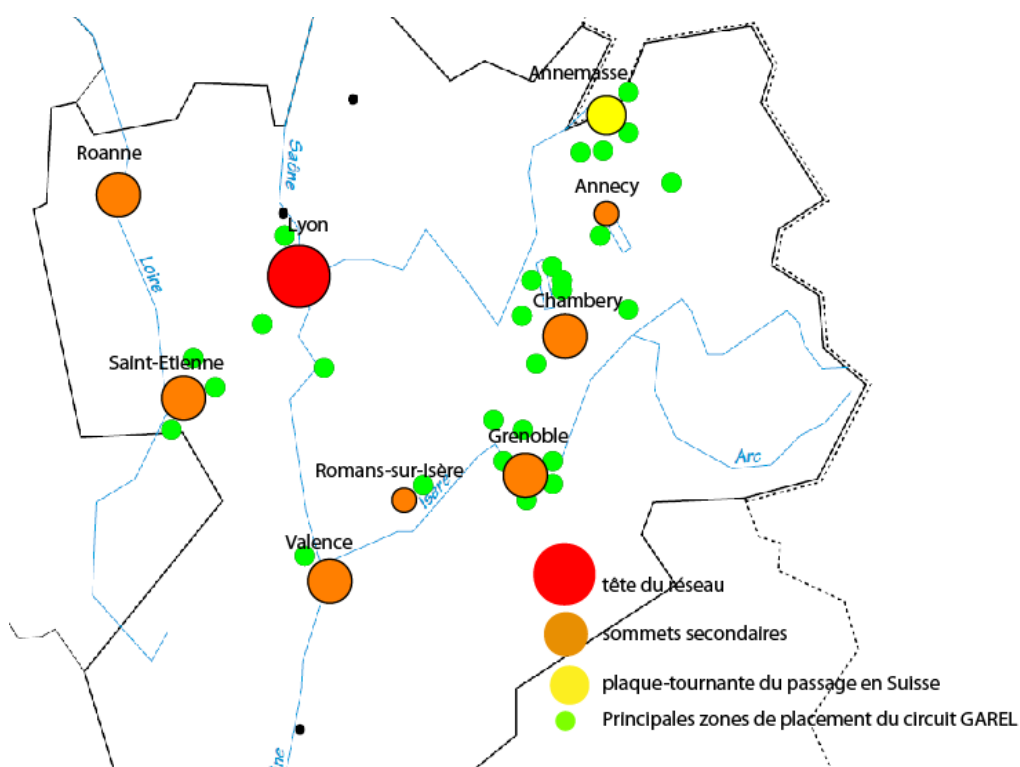 Annemasse
Roanne
Saône
Annecy
Lyon
Loire
Chambery
Saint-Etienne
Grenoble
Arc
Romans-sur-Isère
Isère
Valence
tête du réseau
sommets secondaires
plaque-tournante du passage en Suisse
Principales zones de placement du circuit GAREL